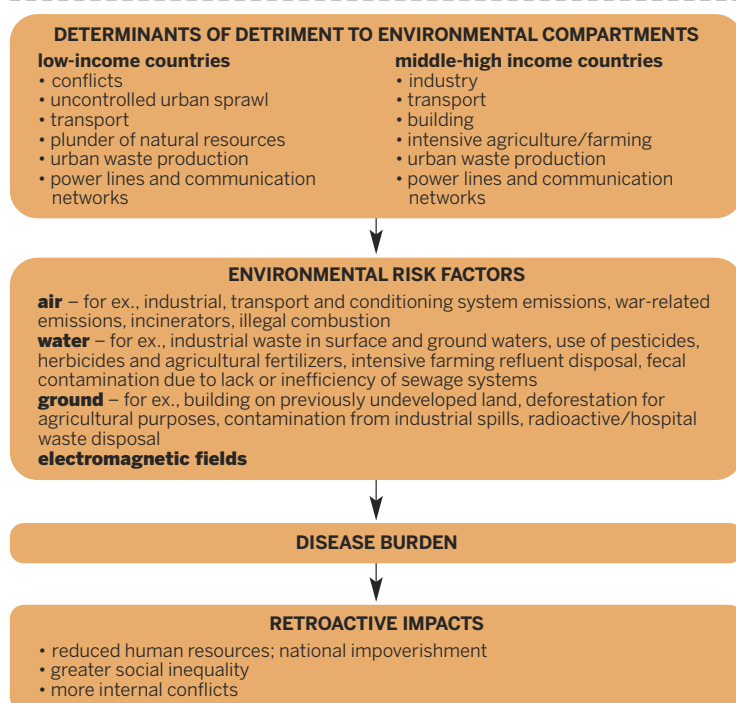 DETERMINANTS OF DETRIMENT TO ENVIRONMENTAL COMPARTMENTS
low-income countries
• conflicts
• uncontrolled urban sprawl
• transport
• plunder of natural resources
• urban waste production
• power lines and communication
networks
middle-high income countries
• industry
• transport
• building
• intensive agriculture/farming
• urban waste production
• power lines and communication
networks
ENVIRONMENTAL RISK FACTORS
air – for ex., industrial, transport and conditioning system emissions, war-related
emissions, incinerators, illegal combustion
water – for ex., industrial waste in surface and ground waters, use of pesticides,
herbicides and agricultural fertilizers, intensive farming refluent disposal, fecal
contamination due to lack or inefficiency of sewage systems
ground – for ex., building on previously undeveloped land, deforestation for
agricultural purposes, contamination from industrial spills, radioactive/hospital
waste disposal
electromagnetic fields
DISEASE BURDEN
RETROACTIVE IMPACTS
• reduced human resources; national impoverishment
• greater social inequality
• more internal conflicts